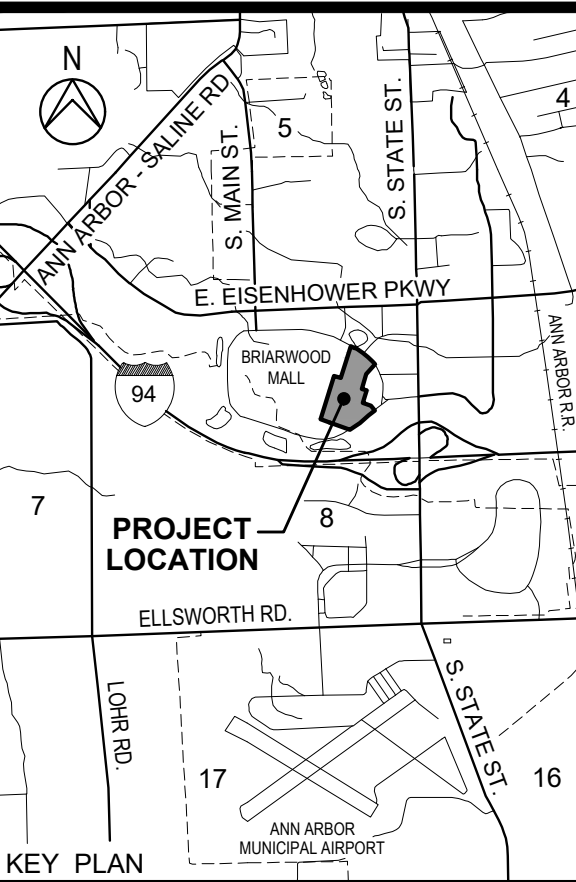 N
ANN ARBOR - SALINE RD
5
S. MAIN ST.
S. STATE ST.
4
E. EISENHOWER PKWY
BRIARWOOD
MALL
94
ANN ARBOR R.R.
7
PROJECT
LOCATION
8
ELLSWORTH RD.
LOHR RD.
S. STATE ST.
17
16
ANN ARBOR
MUNICIPAL AIRPORT
KEY PLAN